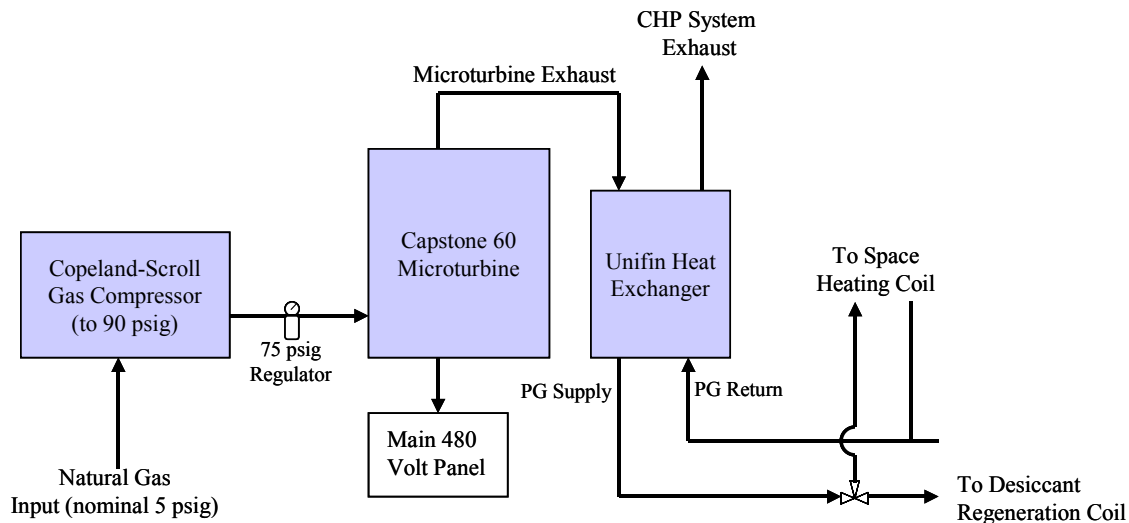 CHP System
Exhaust
Microturbine Exhaust
Copeland-Scroll
Gas Compressor
(to 90 psig)
Capstone 60
Microturbine
Unifin Heat
Exchanger
To Space
Heating Coil
75 psig
Regulator
PG Supply
PG Return
Main 480
Volt Panel
Natural Gas
Input (nominal 5 psig)
To Desiccant
Regeneration Coil